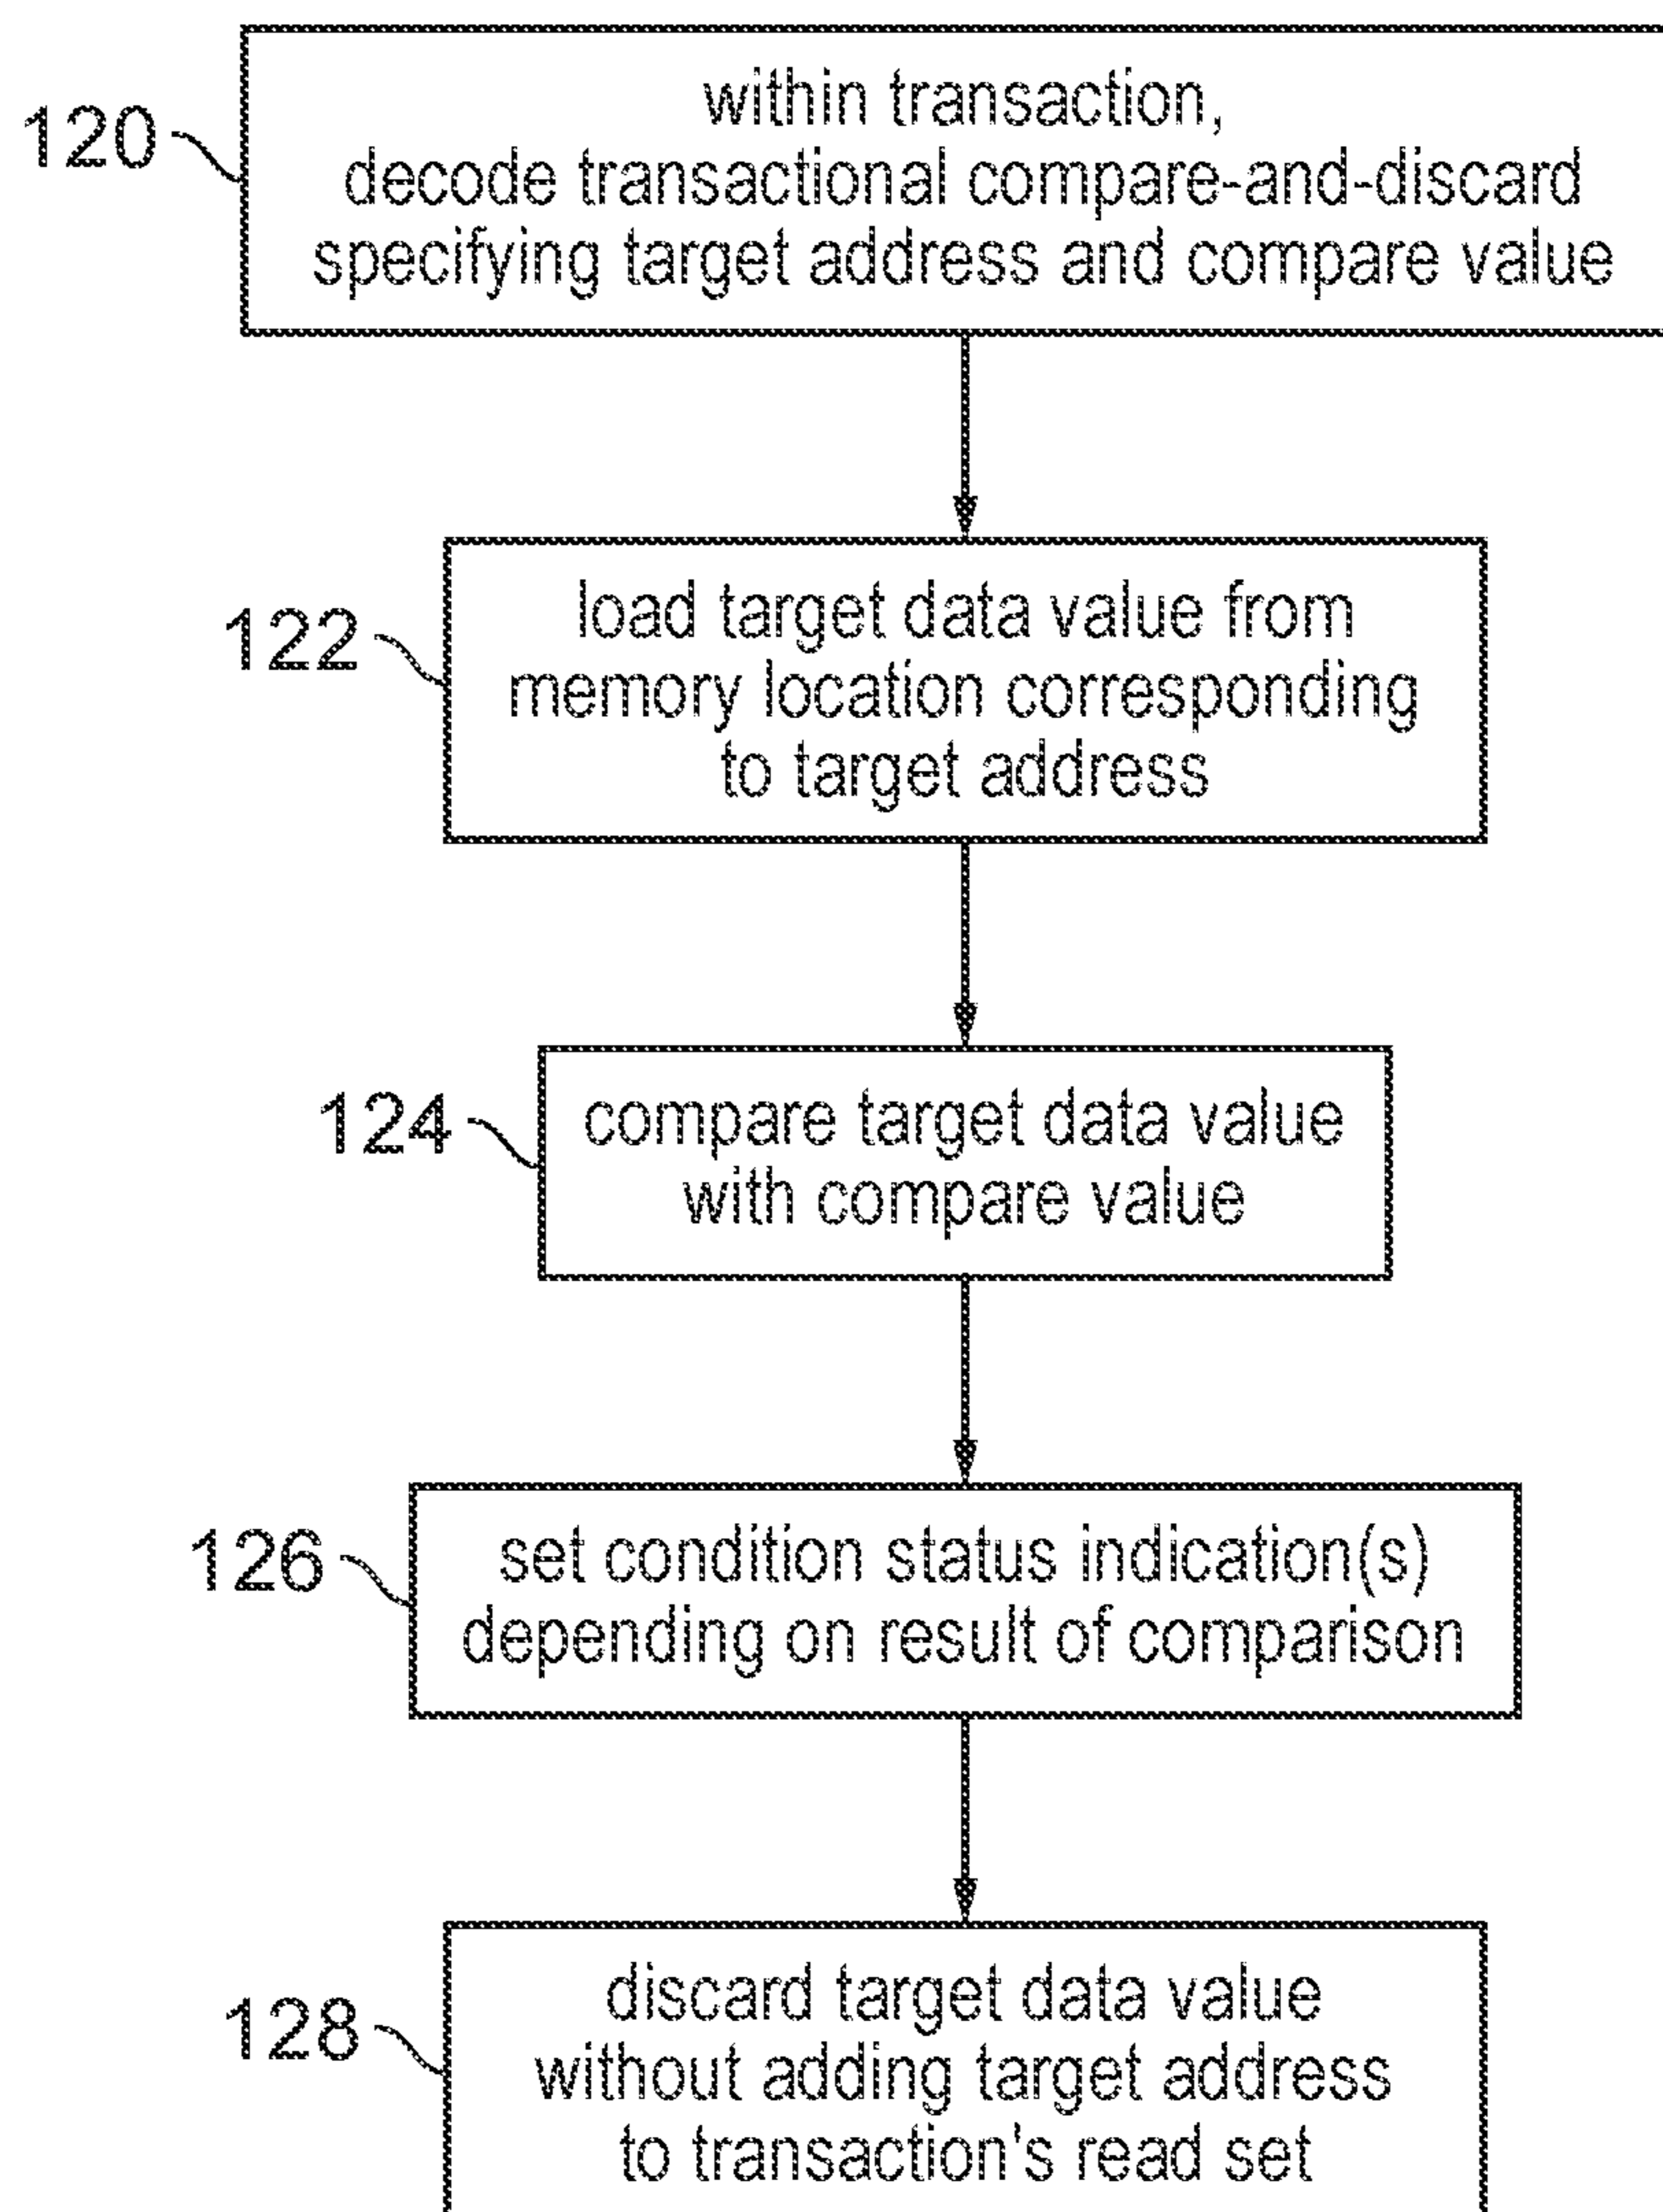 120
within transaction,
decode transactional compare-and-discard
specifying target address and compare value
122
load target data value from
memory location corresponding
to target address
124
compare target data value
with compare value
126
set condition status indication(s)
depending on result of comparison
128
discard target data value
without adding target address
to transaction's read set